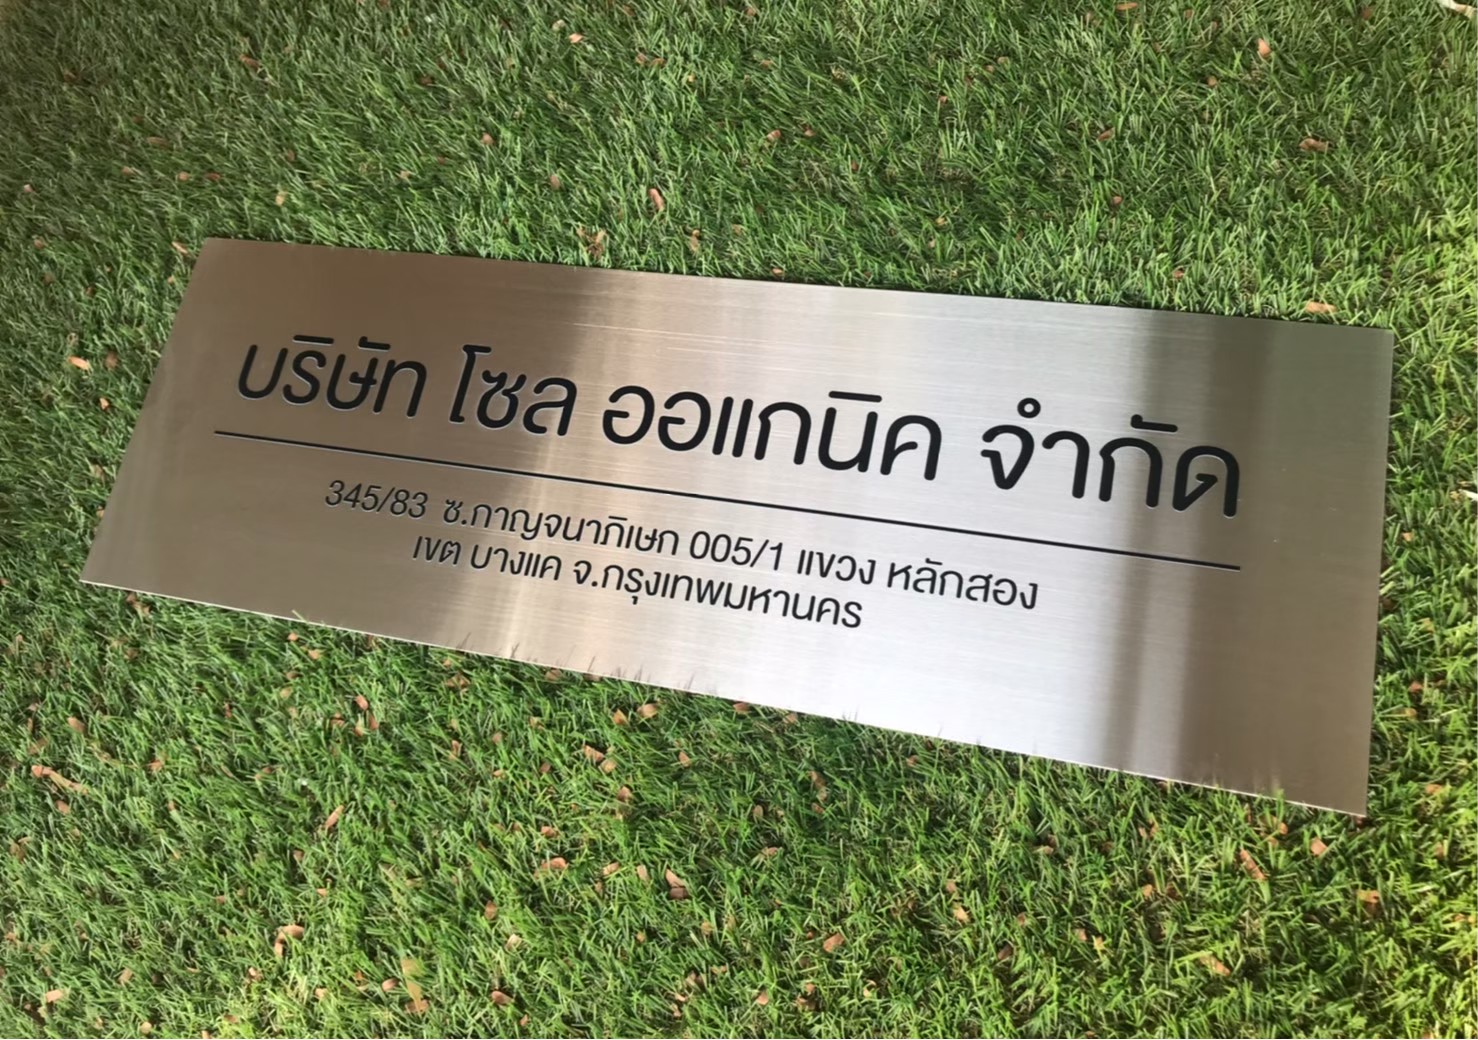 บริษัท โซล ออแกนิค จำกัด
345/83 ซ.กาญจนาภิเษก 005/1 แขวง หลักสอง
เขต บางแค จ.กรุงเทพมหานคร